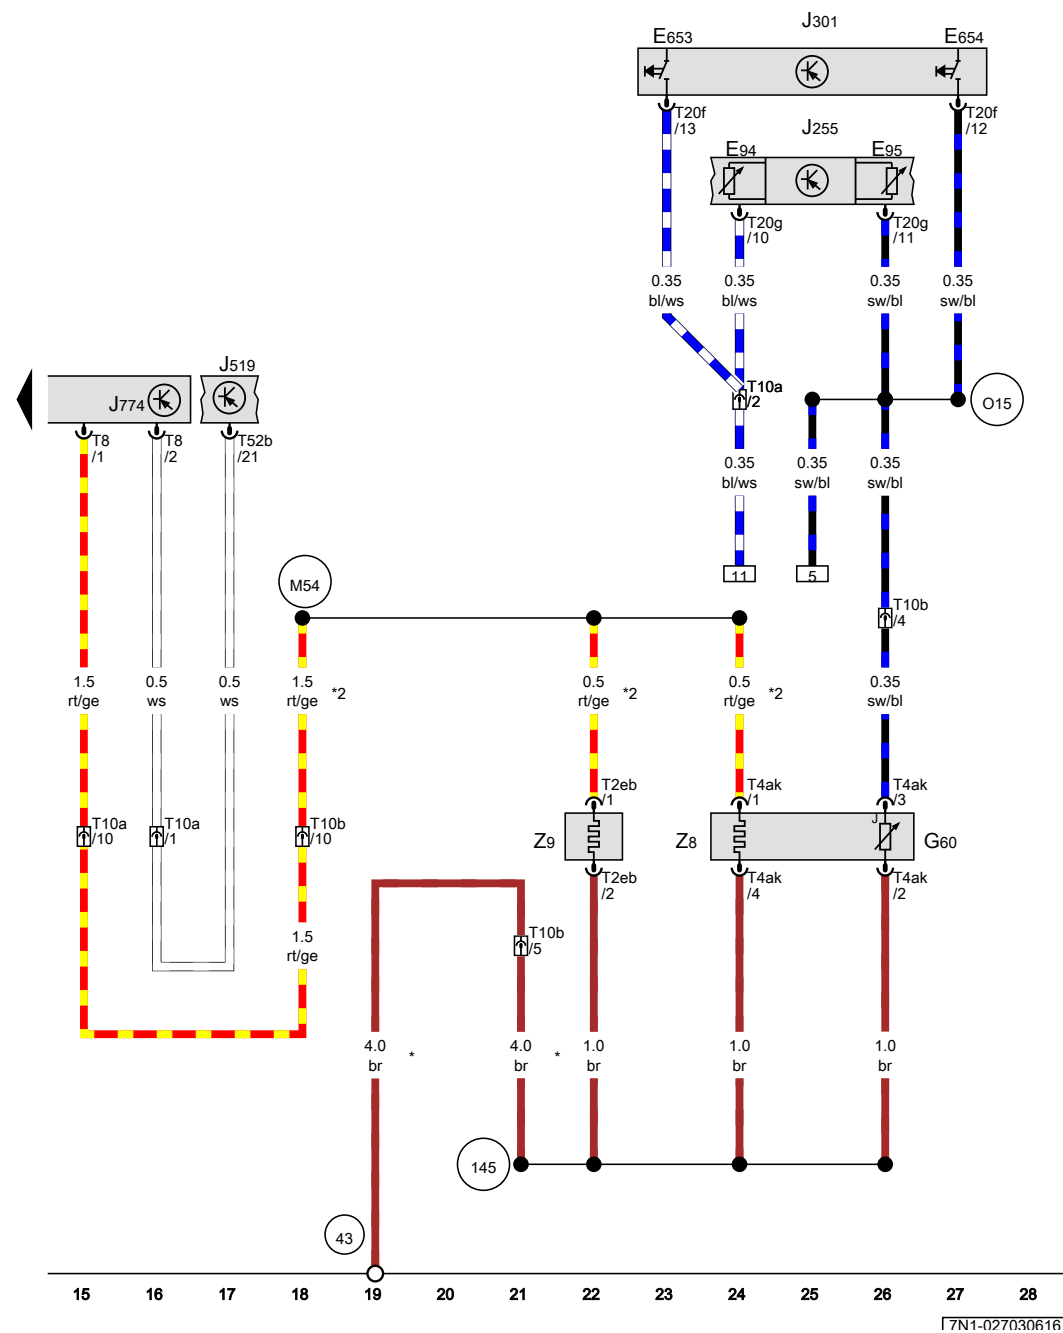 J301
E653
E654
T20f
/13
T20f
/12
J255
E94
E95
T20g
/10
T20g
/11
0.35
bl/ws
0.35
bl/ws
0.35
sw/bl
0.35
sw/bl
J519
J774
T10a
/2
O15
T8
/1
T8
/2
T52b
/21
0.35
bl/ws
0.35
sw/bl
0.35
sw/bl
M54
11
5
T10b
/4
1.5
rt/ge
0.5
ws
0.5
ws
1.5
rt/ge
*2
0.5
rt/ge
*2
0.5
rt/ge
*2
0.35
sw/bl
T2eb
/1
T4ak
/1
T4ak
/3
T10a
/10
T10a
/1
T10b
/10
Z9
Z8
J
G60
T2eb
/2
T4ak
/4
T4ak
/2
1.5
rt/ge
T10b
/5
4.0
br
*
4.0
br
*
1.0
br
1.0
br
1.0
br
145
43
15 16 17 18 19 20 21 22 23 24 25 26 27 28
7N1-027030616